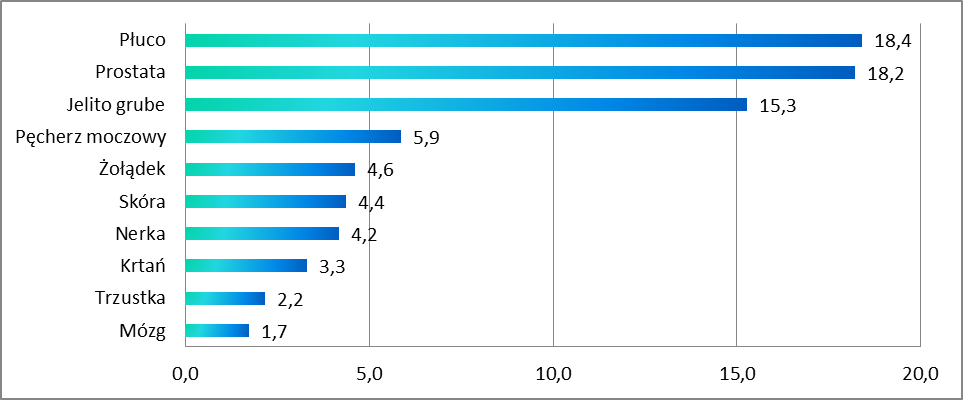 Płuco 18,4
Prostata 18,2
Jelito grube 15,3
Pęcherz moczowy 5,9
Żołądek 4,6
Skóra 4,4
Nerka 4,2
Krtań 3,3
Trzustka 2,2
Mózg 1,7
0,0 5,0 10,0 15,0 20,0